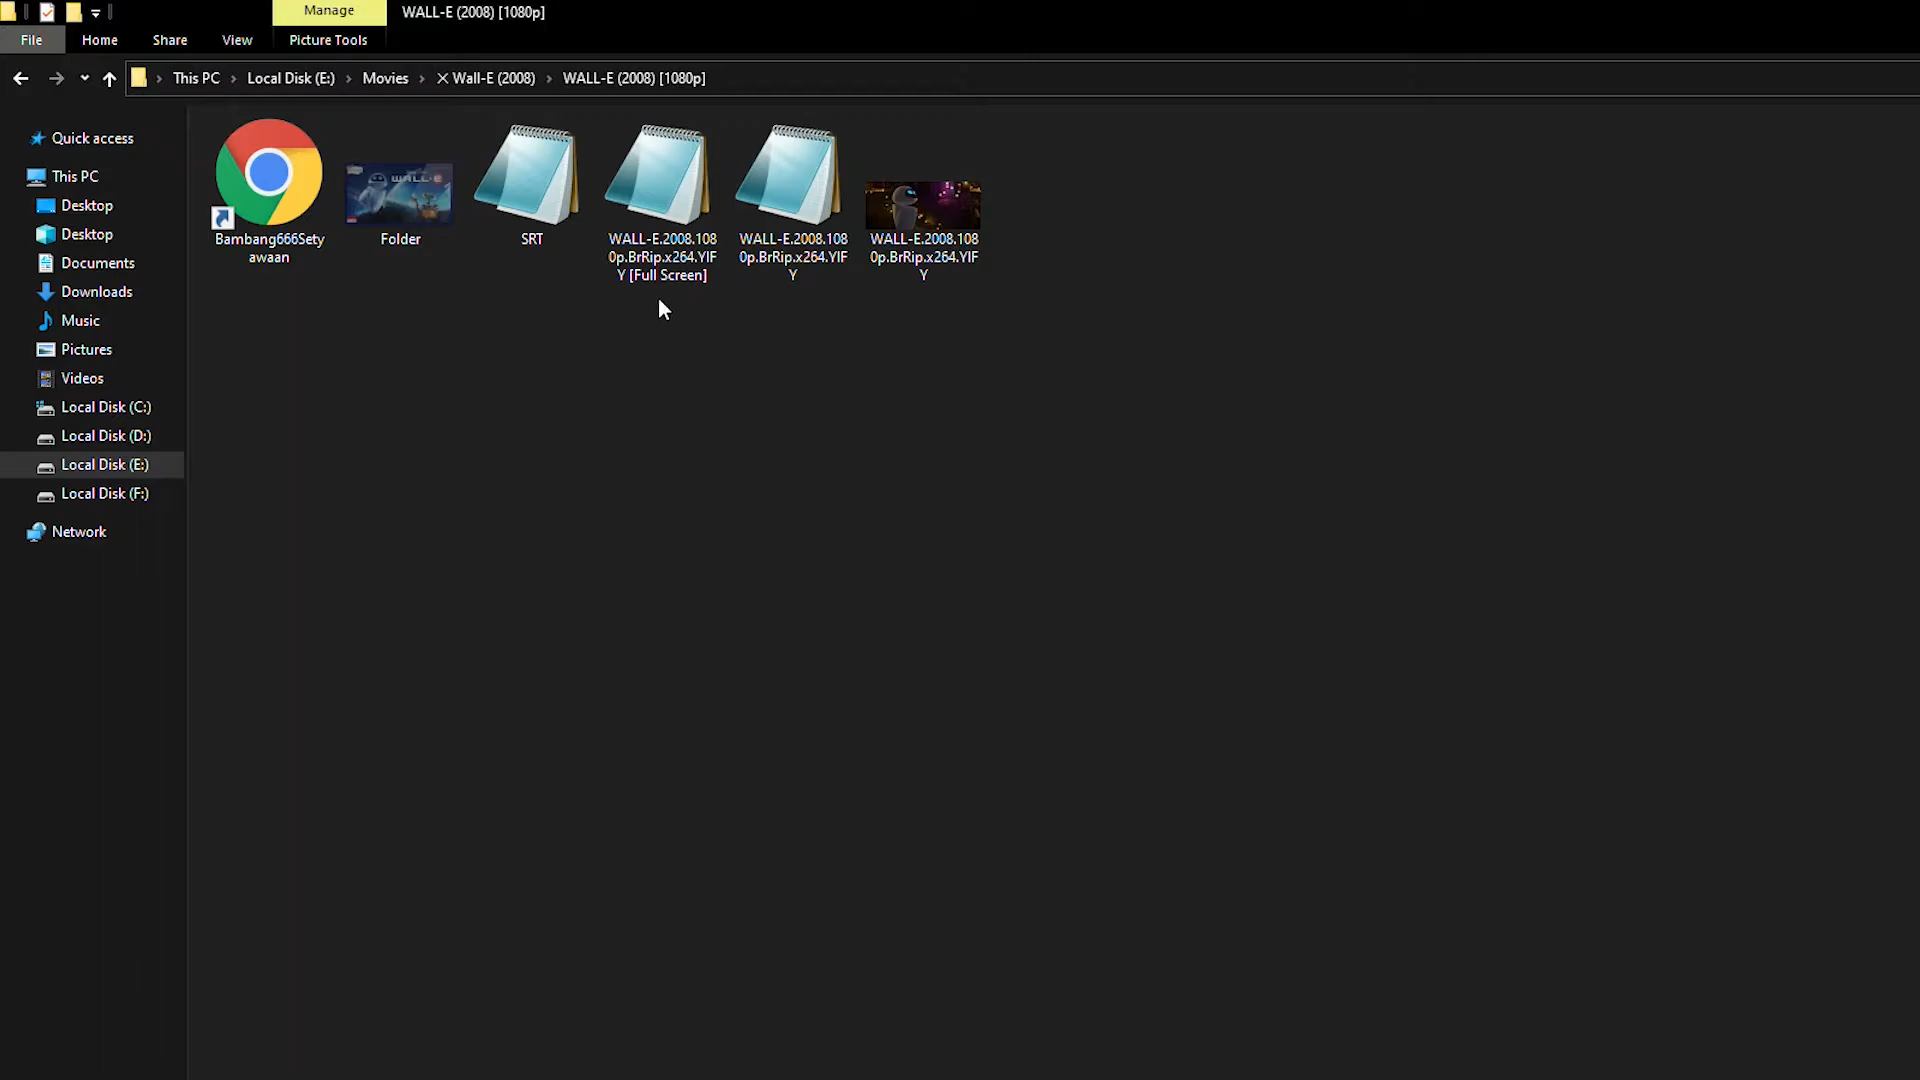 Manage
WALL-E (2008) [1080p]
File
Home
Share
View
Picture Tools
This PC
Local Disk (E:)
Movies
X Wall-E (2008)
WALL-E (2008) [1080p]
Quick access
This PC
Desktop
Desktop
Documents
Downloads
Music
Pictures
Videos
Local Disk (C:)
Local Disk (D:)
Local Disk (E:)
Local Disk (F:)
Network
WALL-E
Bambang666Sety
awaan
Folder
SRT
WALL-E.2008.108
0p.BrRip.x264.YIF
Y [Full Screen]
WALL-E.2008.108
0p.BrRip.x264.YIF
Y
WALL-E.2008.108
0p.BrRip.x264.YIF
Y